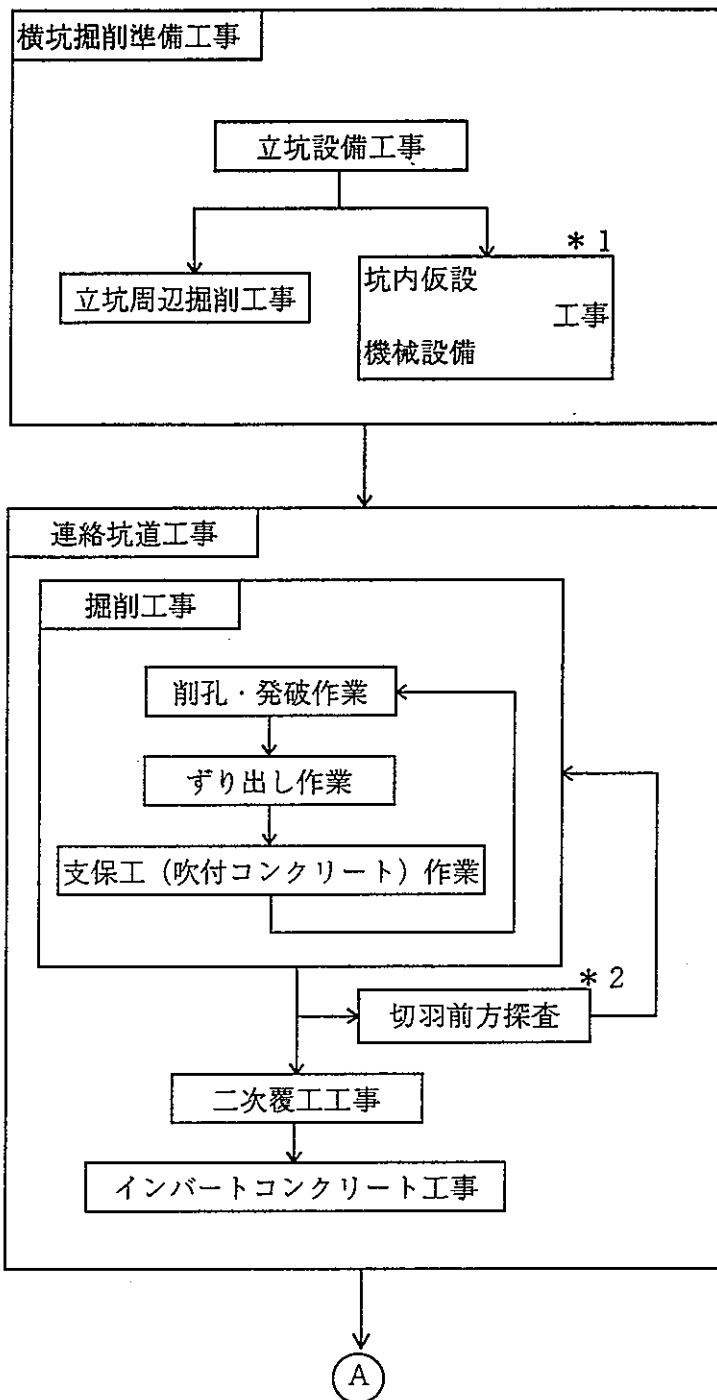 横坑掘削準備工事
立坑設備工事
立坑周辺掘削工事
*1
坑内仮設
工事
機械設備
連絡坑道工事
掘削工事
削孔・発破作業
ずり出し作業
支保工(吹付コンクリート)作業
*2
切羽前方探査
二次覆工工事
インバートコンクリート工事
A